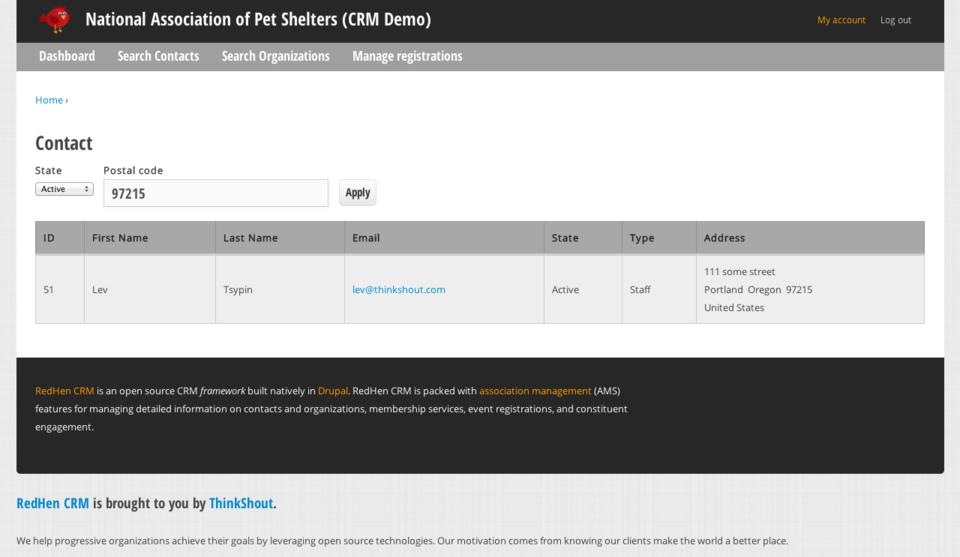 National Association of Pet Shelters (CRM Demo)
My account Log out
Dashboard Search Contacts Search Organizations Manage registrations
Home ›
Contact
State Postal code
Active 97215 Apply
ID First Name Last Name Email State Type Address
51 Lev Tsypin lev@thinkshout.com Active Staff 111 some street
Portland Oregon 97215
United States
RedHen CRM is an open source CRM framework built natively in Drupal. RedHen CRM is packed with association management (AMS)
features for managing detailed information on contacts and organizations, membership services, event registrations, and constituent
engagement.
RedHen CRM is brought to you by ThinkShout.
We help progressive organizations achieve their goals by leveraging open source technologies. Our motivation comes from knowing our clients make the world a better place.